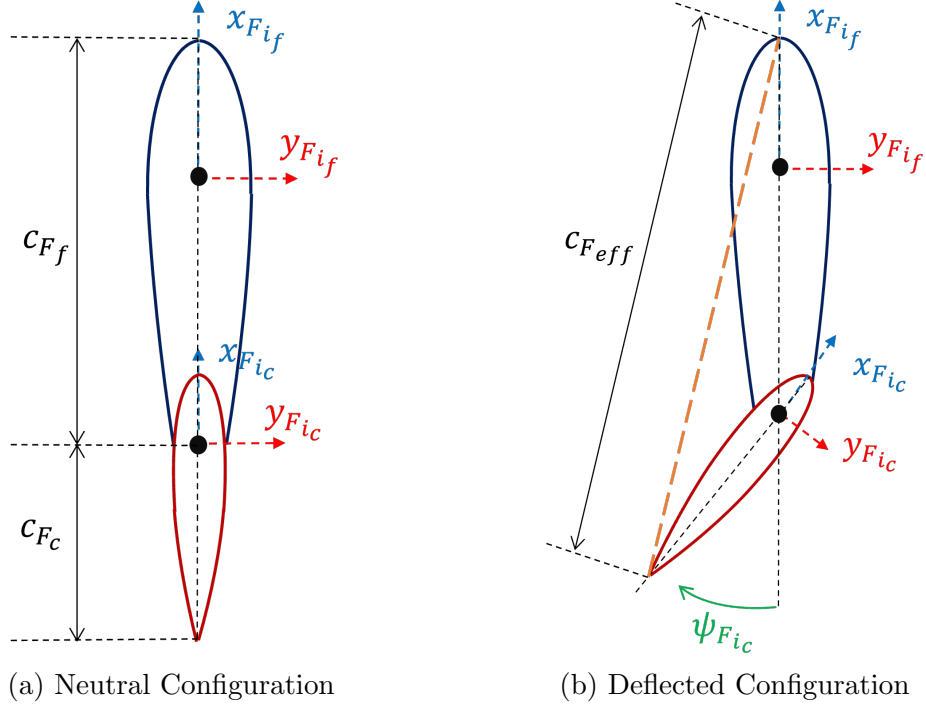 x_{F_{i_f}}
y_{F_{i_f}}
c_{F_f}
x_{F_{i_c}}
y_{F_{i_c}}
c_{F_c}
(a) Neutral Configuration
x_{F_{i_f}}
y_{F_{i_f}}
c_{F_{eff}}
x_{F_{i_c}}
y_{F_{i_c}}
ψ_{F_{i_c}}
(b) Deflected Configuration